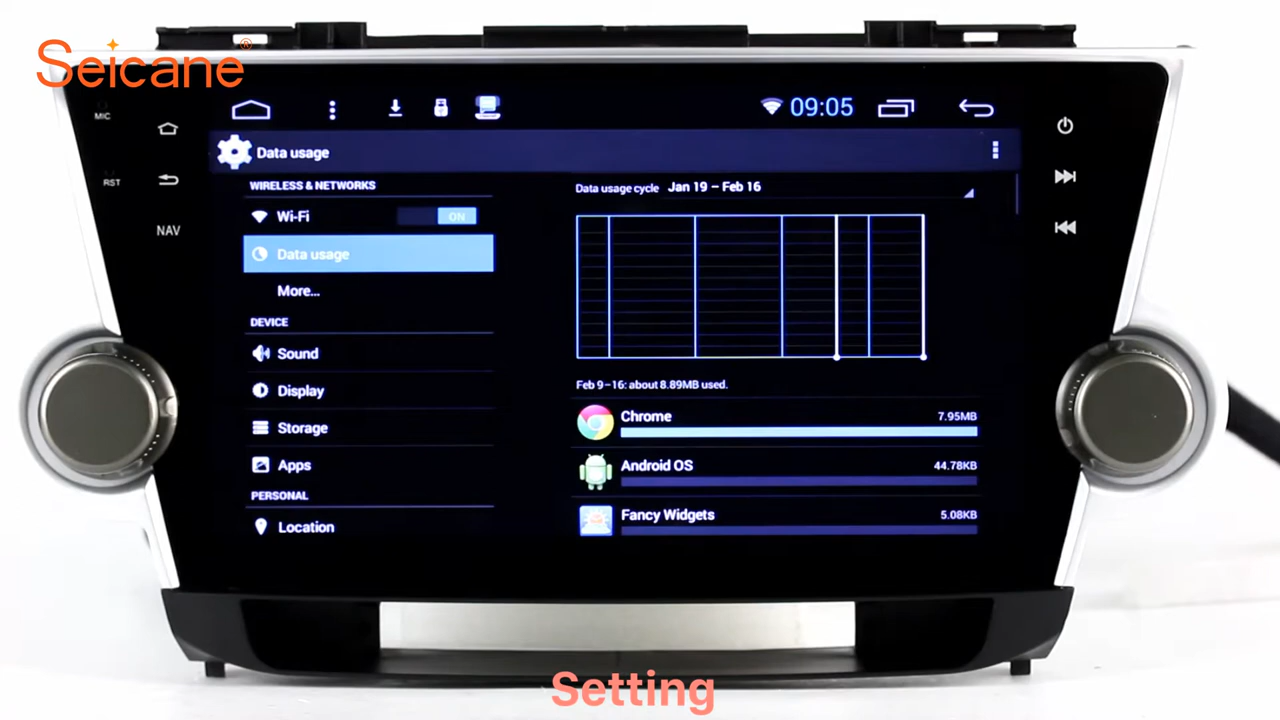 Seicane®
MIC
RST
NAV
09:05
Data usage
WIRELESS & NETWORKS
Wi-Fi
ON
Data usage
More...
DEVICE
Sound
Display
Storage
Apps
PERSONAL
Location
Data usage cycle Jan 19 – Feb 16
Feb 9–16: about 8.89MB used.
Chrome 7.95MB
Android OS 44.78KB
Fancy Widgets 5.08KB
Setting